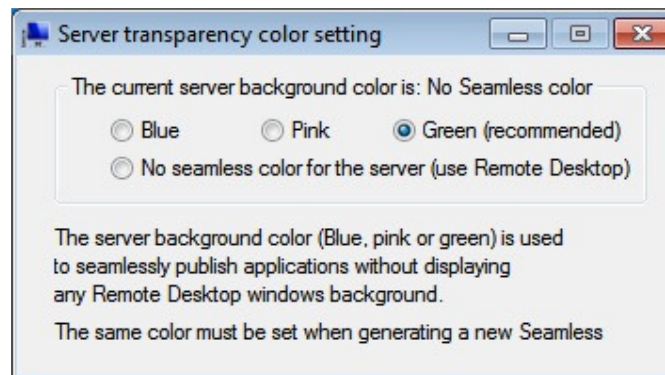 Server transparency color setting
The current server background color is: No Seamless color
Blue Pink Green (recommended)
No seamless color for the server (use Remote Desktop)
The server background color (Blue, pink or green) is used
to seamlessly publish applications without displaying
any Remote Desktop windows background.
The same color must be set when generating a new Seamless